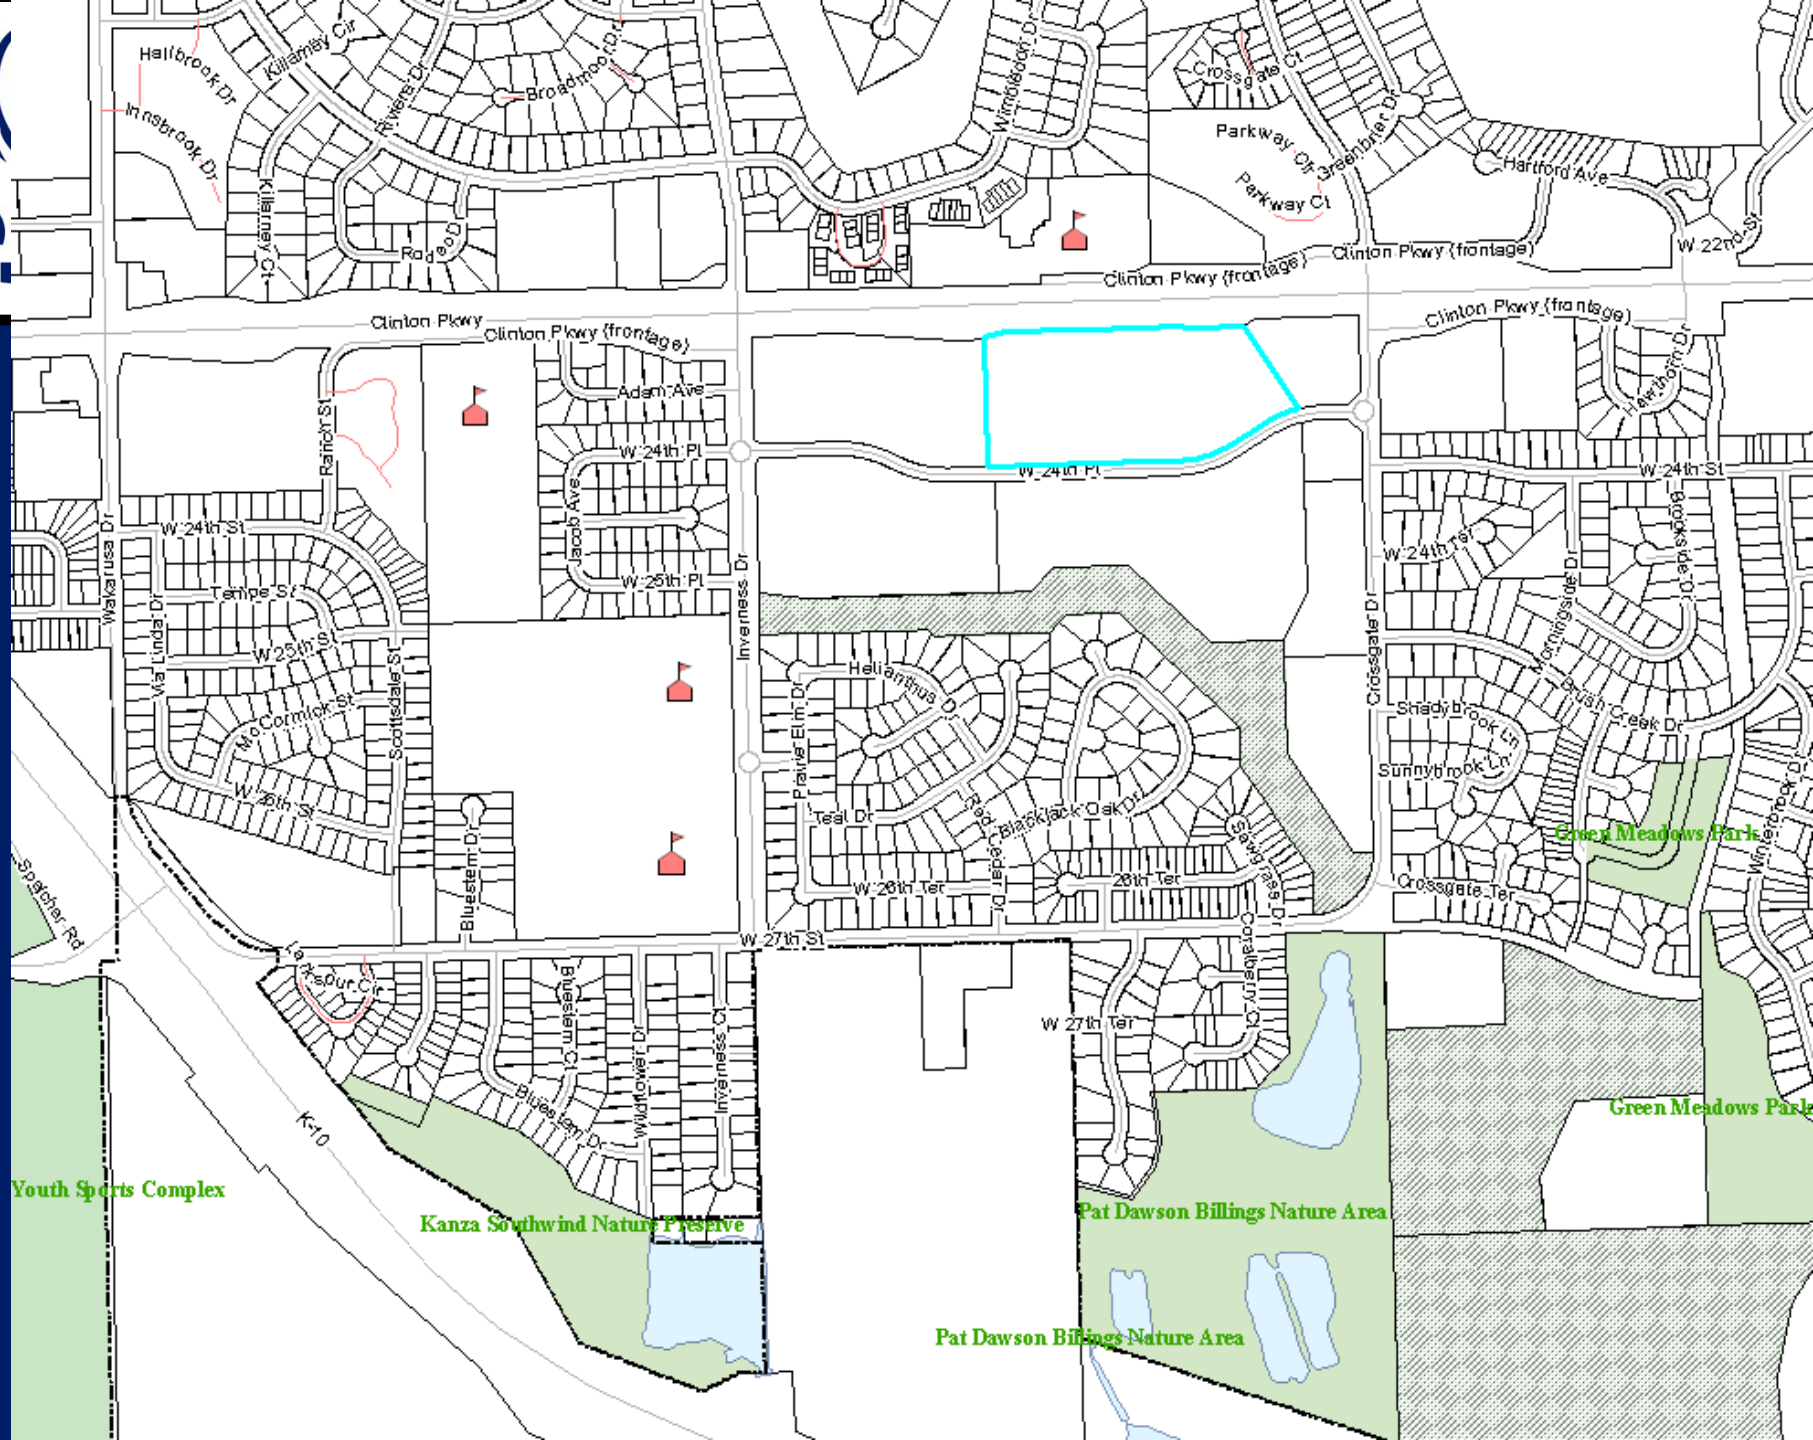 Killarney Cir
Hallbrook Dr
Innsbrook Dr
Riviera Dr
Broadmoor Dr
Wimbledon Dr
Crossgate Ct
Parkway Cir
Greenbrier Dr
Parkway Ct
Hartford Ave
W 22nd St
Killarney Ct
Clinton Pkwy (frontage)
Clinton Pkwy (frontage)
Clinton Pkwy
Clinton Pkwy (frontage)
Clinton Pkwy (frontage)
Hawthorn Dr
Adam Ave
Ranch St
W 24th Pl
W 24th Pl
W 24th St
Jacob Ave
Brookside Dr
W 24th St
W 24th Ter
Wakarusa Dr
Inverness Dr
W 25th Pl
Tempe St
Via Linda Dr
Crossgate Dr
Morningside Dr
W 25th St
Scottsdale St
Helianthus Dr
Prairie Elm Dr
Mc Cormick St
Brush Creek Dr
Shadybrook Ln
Sunnybrook Ln
W 26th St
Teal Dr
Red Cedar Dr
Blackjack Oak Dr
Sawgrass Dr
Green Meadows Park
Winterbrook Dr
Bluestem Dr
W 26th Ter
26th Ter
Crossgate Ter
Speicher Rd
W 27th St
Larkspur Cir
Bluestem Ct
Coralberry Ct
W 27th Ter
Wildflower Dr
Inverness Ct
Bluestem Dr
K-10
Green Meadows Park
Youth Sports Complex
Kanza Southwind Nature Preserve
Pat Dawson Billings Nature Area
Pat Dawson Billings Nature Area